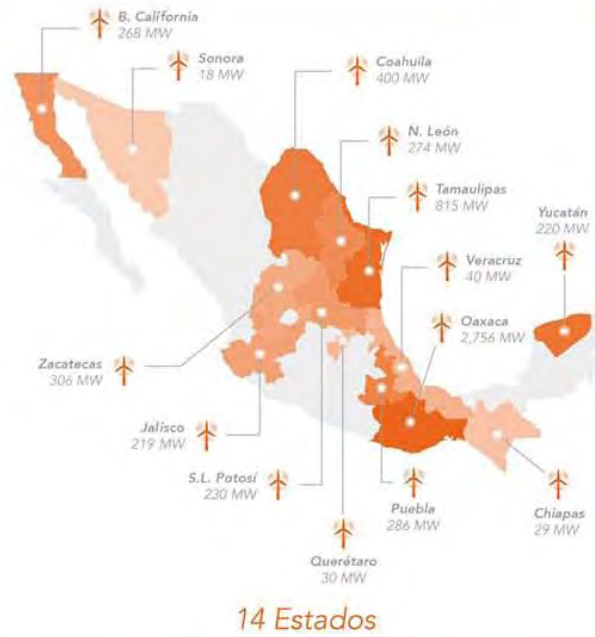 B. California
268 MW
Sonora
18 MW
Coahuila
400 MW
N. León
274 MW
Tamaulipas
815 MW
Yucatán
220 MW
Veracruz
40 MW
Oaxaca
2,756 MW
Zacatecas
306 MW
Jalisco
219 MW
S.L. Potosí
230 MW
Puebla
286 MW
Chiapas
29 MW
Querétaro
30 MW
14 Estados